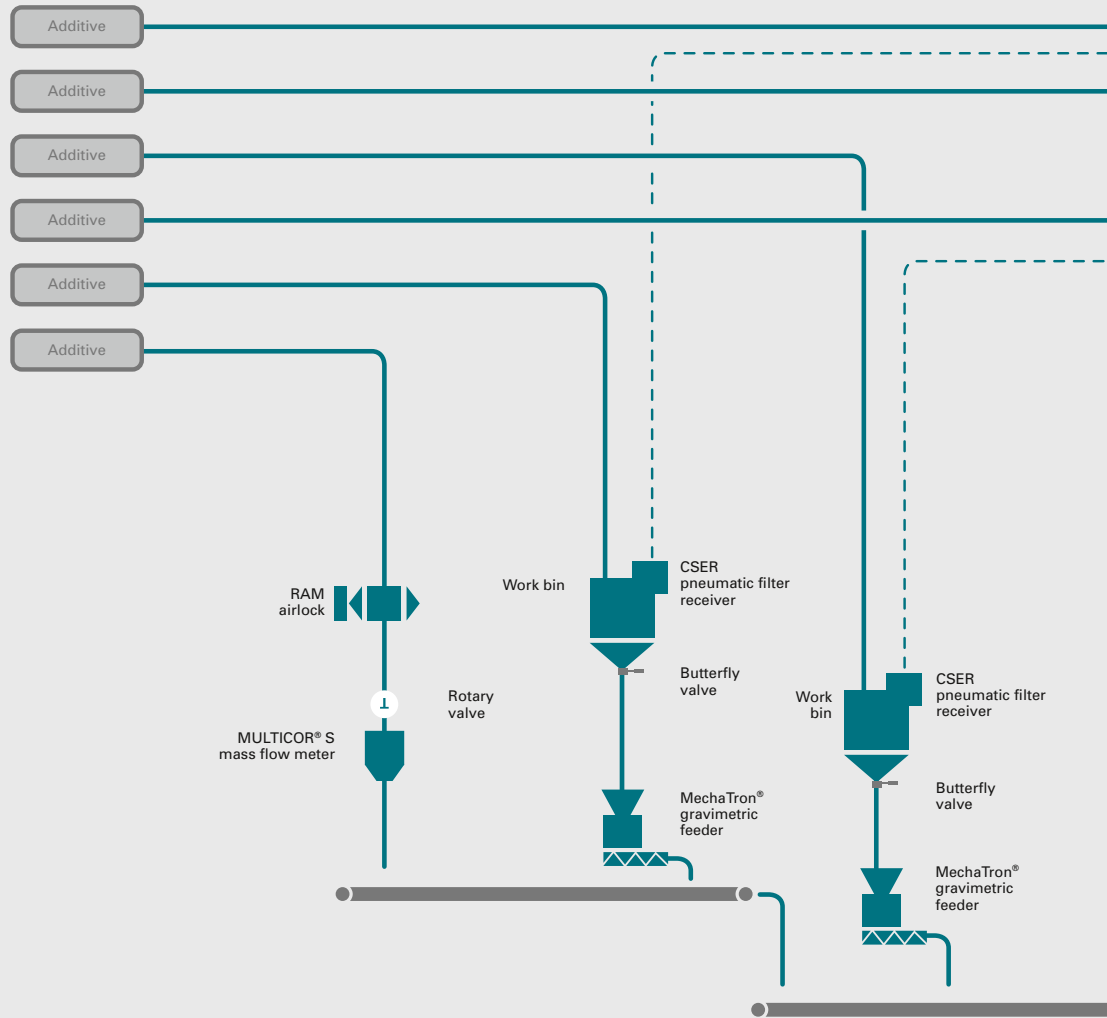 Additive
Additive
Additive
Additive
Additive
Additive
RAM
airlock
Rotary
valve
MULTICOR® S
mass flow meter
Work bin
CSER
pneumatic filter
receiver
Butterfly
valve
MechaTron®
gravimetric
feeder
Work
bin
CSER
pneumatic filter
receiver
Butterfly
valve
MechaTron®
gravimetric
feeder